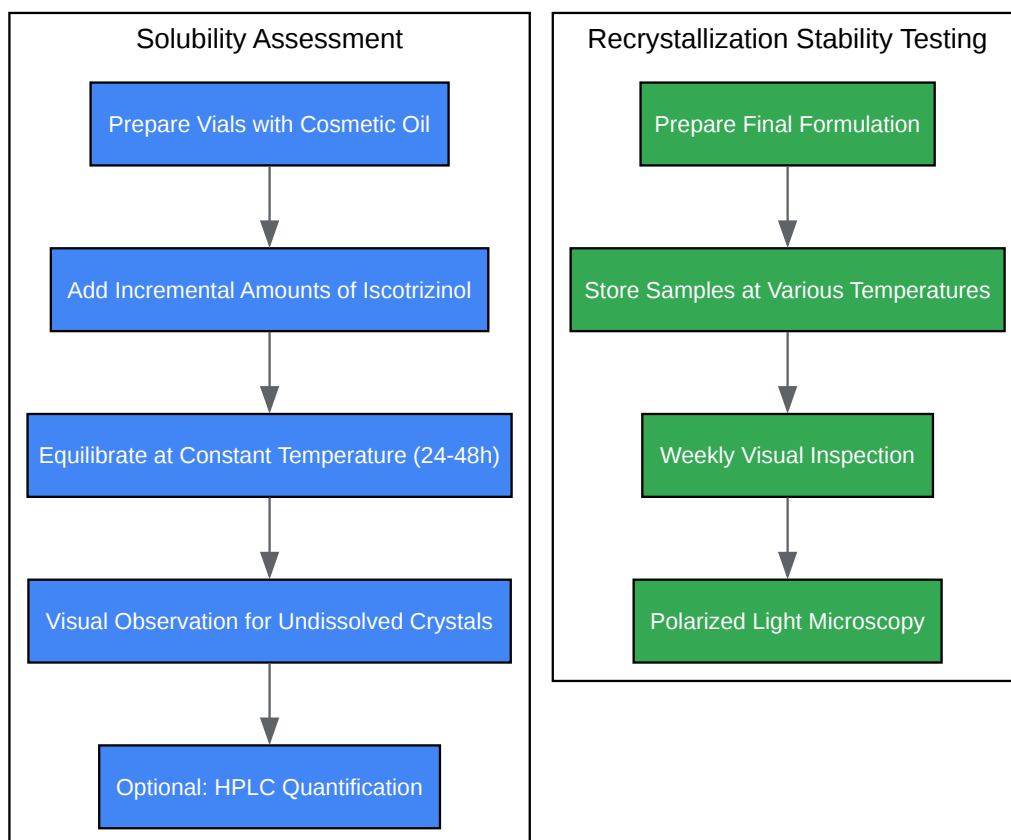 Solubility Assessment
Prepare Vials with Cosmetic Oil
Add Incremental Amounts of Iscotrizinol
Equilibrate at Constant Temperature (24-48h)
Visual Observation for Undissolved Crystals
Optional: HPLC Quantification
Recrystallization Stability Testing
Prepare Final Formulation
Store Samples at Various Temperatures
Weekly Visual Inspection
Polarized Light Microscopy